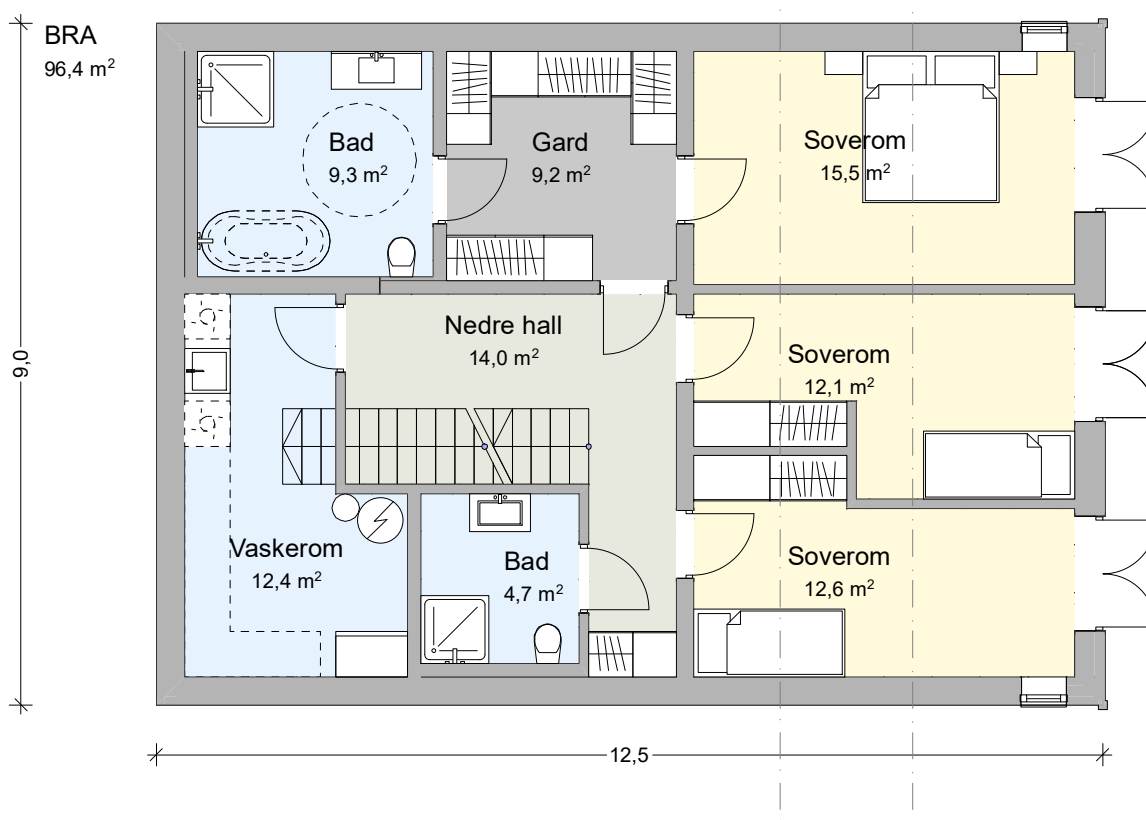 BRA
96,4 m²
Bad
9,3 m²
Gard
9,2 m²
Soverom
15,5 m²
Nedre hall
14,0 m²
Soverom
12,1 m²
9,0
Vaskerom
12,4 m²
Bad
4,7 m²
Soverom
12,6 m²
12,5